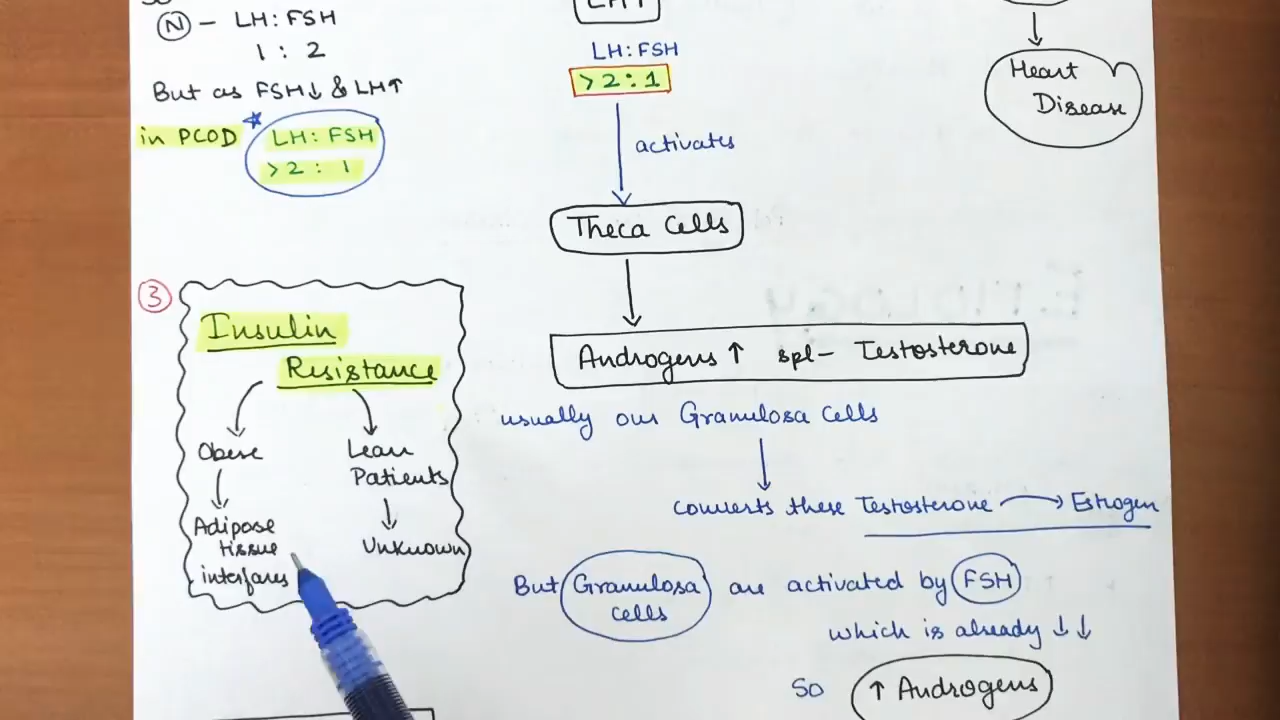 (N) - LH: FSH
1 : 2
But as FSH↓ & LH↑
in PCOD
LH: FSH
>2 : 1
LH↑
LH: FSH
>2:1
activates
Theca Cells
Androgens ↑ spl- Testosterone
usually our Granulosa Cells
converts these Testosterone → Estrogen
But Granulosa cells are activated by FSH
which is already ↓↓
So ↑ Androgens
Heart
Disease
3
Insulin
Resistance
Obese
Adipose
tissue
interfares
Lean
Patients
Unknown